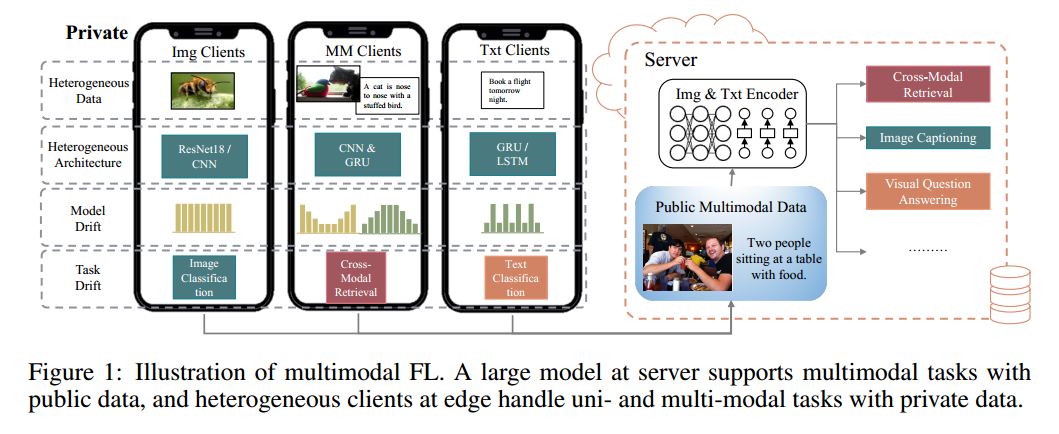 Private
Img Clients
MM Clients
Txt Clients
Heterogeneous
Data
A cat is nose
to nose with a
stuffed bird.
Book a flight
tomorrow
night.
Heterogeneous
Architecture
ResNet18 /
CNN
CNN &
GRU
GRU /
LSTM
Model
Drift
Task
Drift
Image
Classifica
tion
Cross-
Modal
Retrieval
Text
Classifica
tion
Server
Img & Txt Encoder
Public Multimodal Data
Two people
sitting at a table
with food.
Cross-Modal
Retrieval
Image Captioning
Visual Question
Answering
.........
Figure 1: Illustration of multimodal FL. A large model at server supports multimodal tasks with
public data, and heterogeneous clients at edge handle uni- and multi-modal tasks with private data.